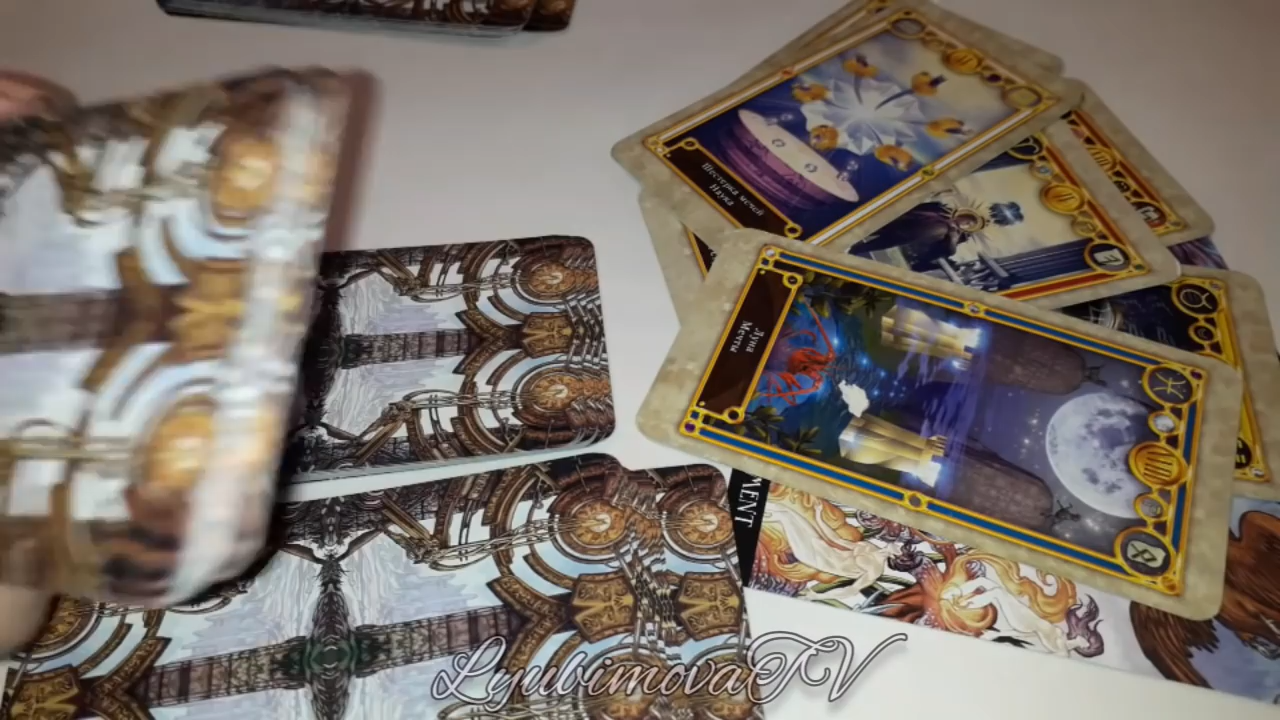 Шестерка мечей
Наука
Луна
Мечты
MENT
LyubimovaTV